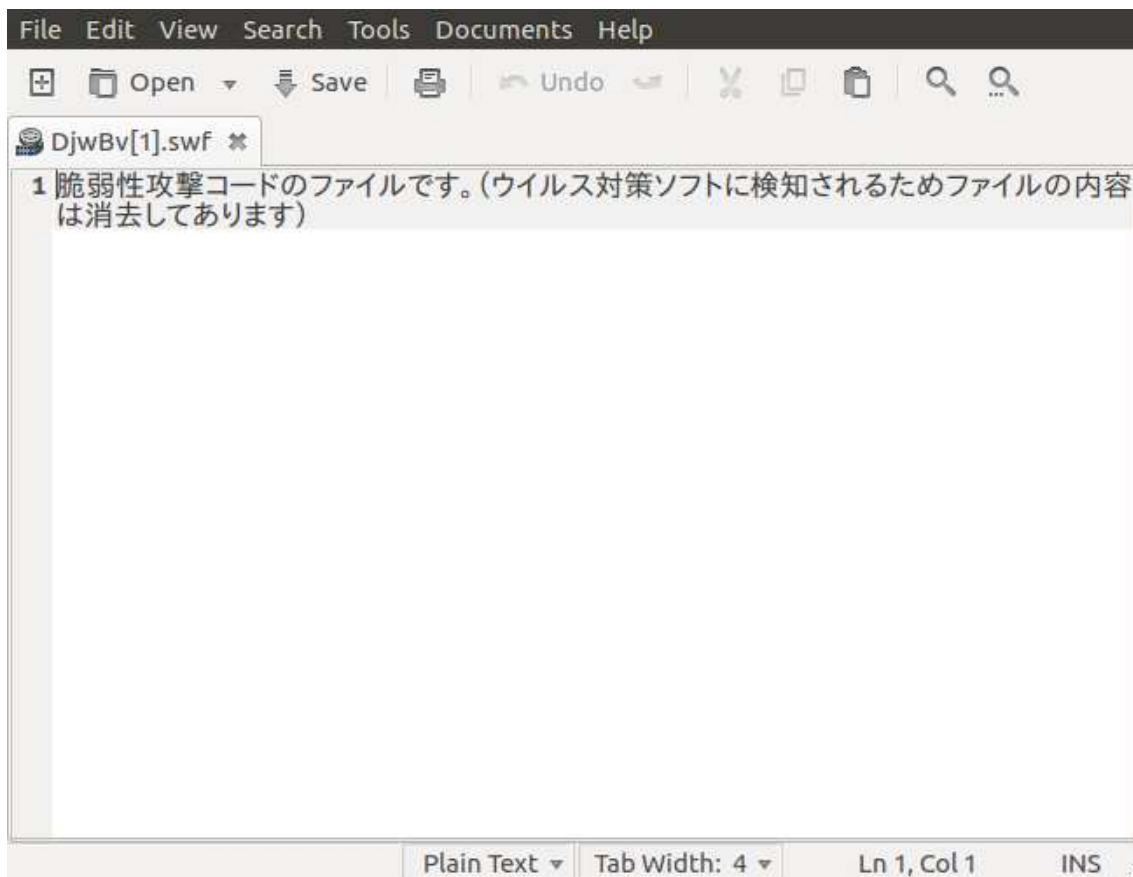 File Edit View Search Tools Documents Help
Open Save Undo
DjwBv[1].swf
1 脆弱性攻撃コードのファイルです。(ウイルス対策ソフトに検知されるためファイルの内容
は消去してあります)
Plain Text Tab Width: 4 Ln 1, Col 1 INS